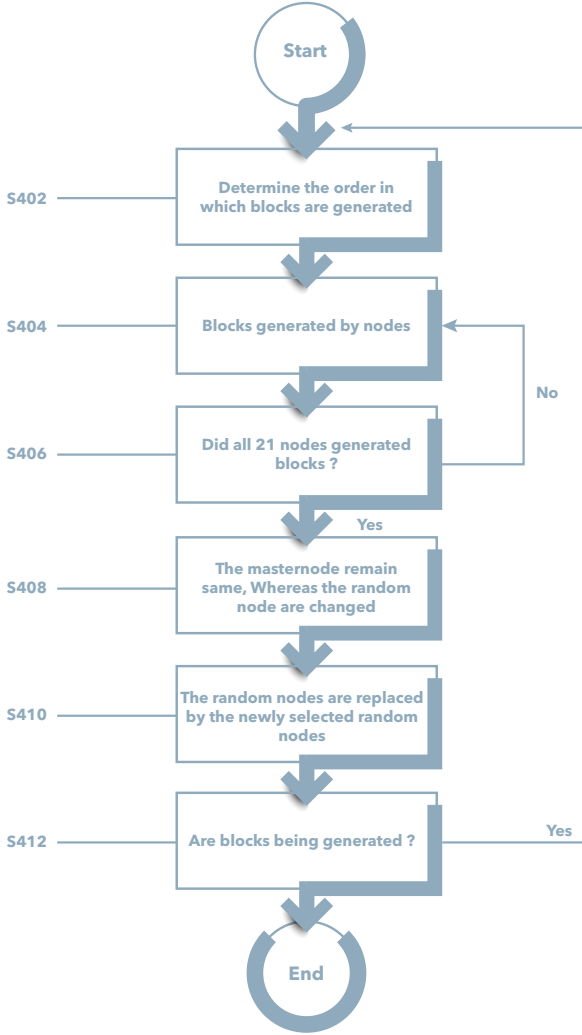 Start
S402
Determine the order in
which blocks are generated
S404
Blocks generated by nodes
No
S406
Did all 21 nodes generated
blocks ?
Yes
S408
The masternode remain
same, Whereas the random
node are changed
S410
The random nodes are replaced
by the newly selected random
nodes
S412
Are blocks being generated ?
Yes
End